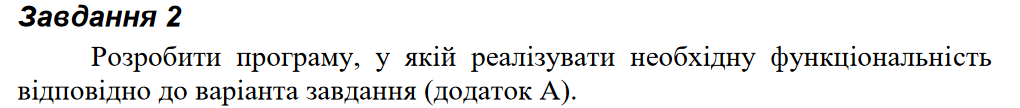 Завдання 2
Розробити програму, у якій реалізувати необхідну функціональність
відповідно до варіанта завдання (додаток А).